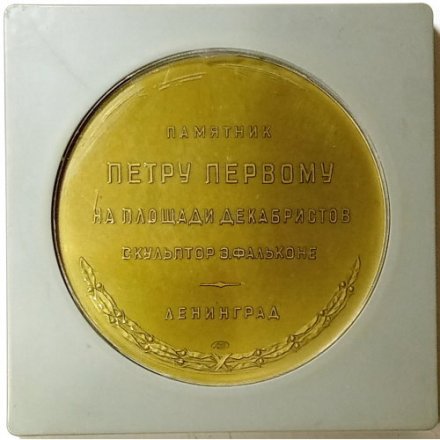 ПАМЯТНИК
ПЕТРУ ПЕРВОМУ
НА ПЛОЩАДИ ДЕКАБРИСТОВ
СКУЛЬПТОР Э.ФАЛЬКОНЕ
ЛЕНИНГРАД